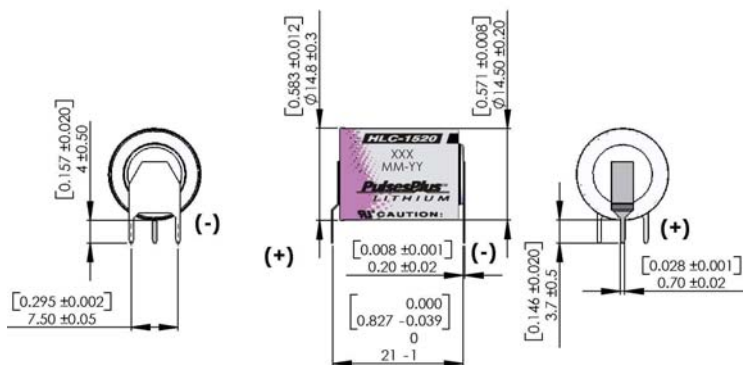 [0.583 ±0.012]
Ø14.8 ±0.3
[0.571 ±0.008]
Ø14.50 ±0.20
[0.157 ±0.020]
4 ±0.50
HLC-1520
XXX
MM-YY
PulsesPlus™
LITHIUM
CAUTION:
(-)
(+)
(-)
(+)
[0.008 ±0.001]
0.20 ±0.02
[0.146 ±0.020]
3.7 ±0.5
[0.028 ±0.001]
0.70 ±0.02
[0.295 ±0.002]
7.50 ±0.05
[0.000
0.827 -0.039]
0
21 -1